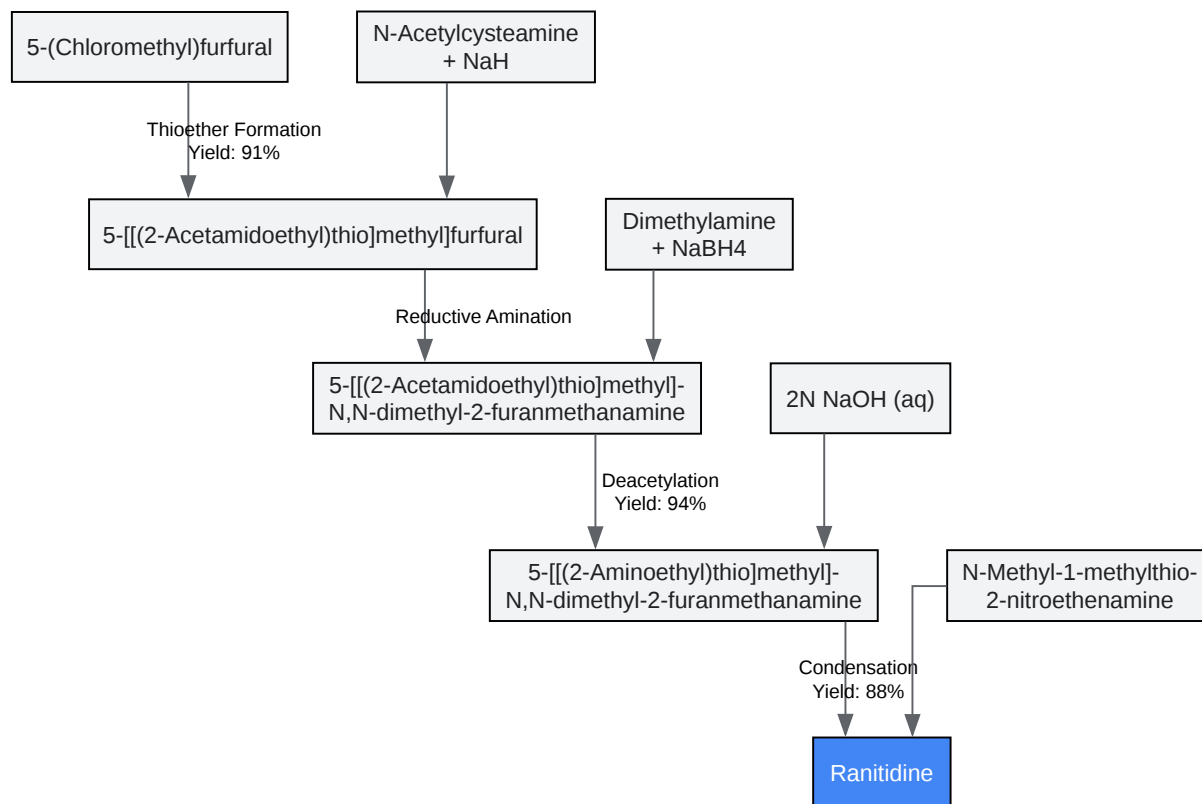 5-(Chloromethyl)furfural
N-Acetylcysteamine
+ NaH
Thioether Formation
Yield: 91%
5-[[(2-Acetamidoethyl)thio]methyl]furfural
Dimethylamine
+ NaBH4
Reductive Amination
5-[[(2-Acetamidoethyl)thio]methyl]-
N,N-dimethyl-2-furanmethanamine
2N NaOH (aq)
Deacetylation
Yield: 94%
5-[[(2-Aminoethyl)thio]methyl]-
N,N-dimethyl-2-furanmethanamine
N-Methyl-1-methylthio-
2-nitroethenamine
Condensation
Yield: 88%
Ranitidine